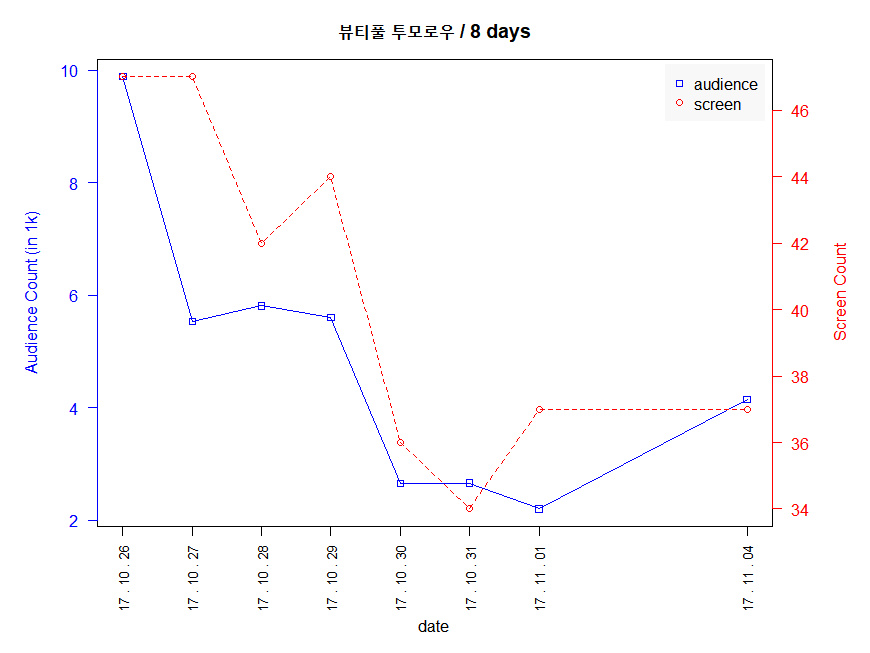 뷰티풀 투모로우 / 8 days
Audience Count (in 1k)
10
8
6
4
2
audience
screen
46
44
42
40
38
36
34
Screen Count
17 . 10 . 26
17 . 10 . 27
17 . 10 . 28
17 . 10 . 29
17 . 10 . 30
17 . 10 . 31
17 . 11 . 01
17 . 11 . 04
date